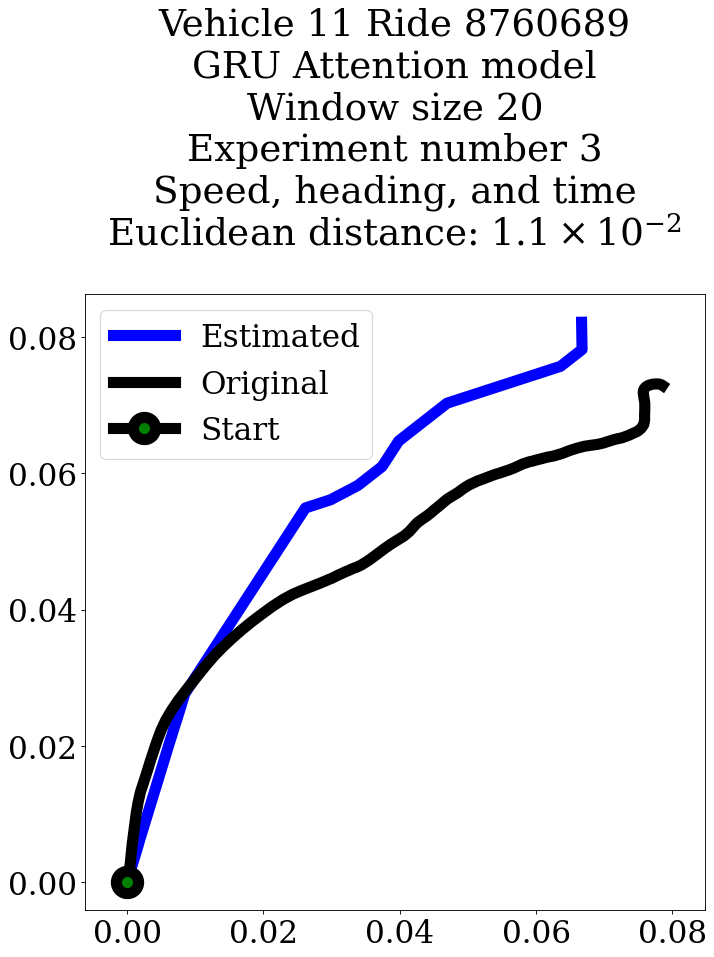 Vehicle 11 Ride 8760689
GRU Attention model
Window size 20
Experiment number 3
Speed, heading, and time
Euclidean distance: 1.1 × 10⁻²
Estimated
Original
Start
0.08
0.06
0.04
0.02
0.00
0.00 0.02 0.04 0.06 0.08